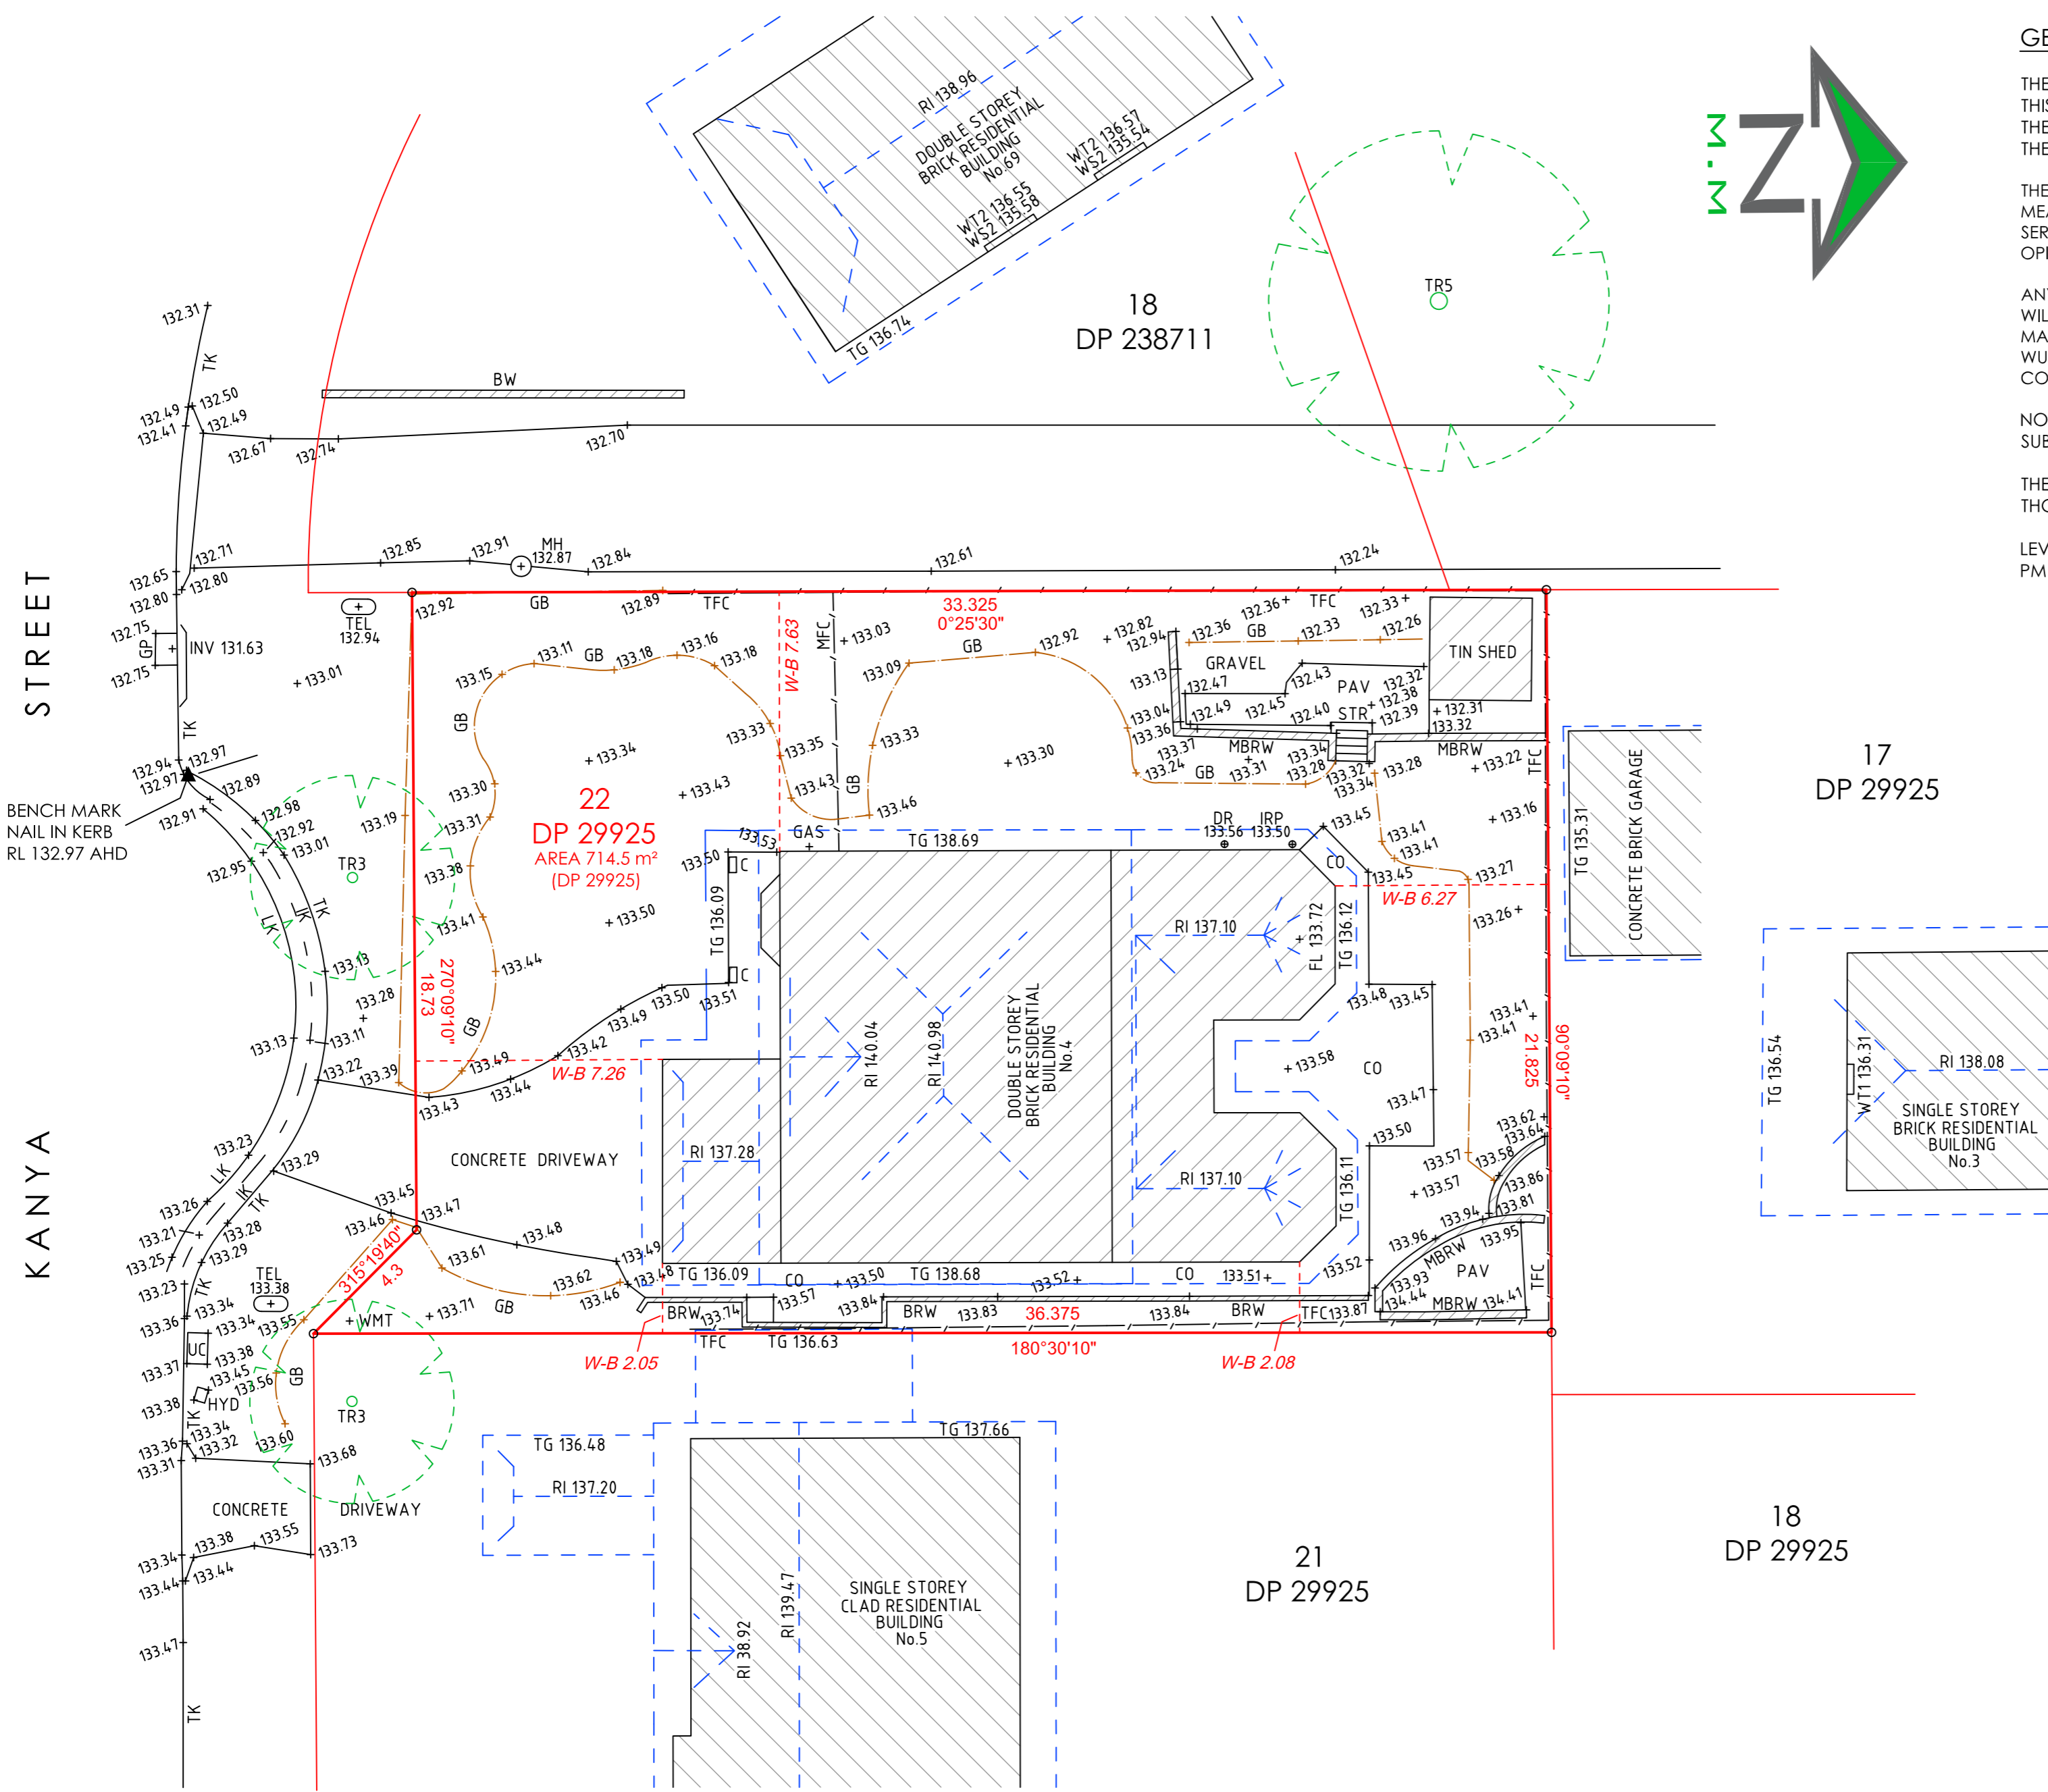 GE
THE
THIS
THE
THE
THE
MEA
SER
OPE
ANY
WIL
MA
WU
CO
NO
SUB
THE
THO
LEV
PM
M.M
N
STREET
KANYA
BENCH MARK
NAIL IN KERB
RL 132.97 AHD
RI 138.96
DOUBLE STOREY
BRICK RESIDENTIAL
BUILDING
No.69
WT2 136.57
WS2 135.54
WT2 136.55
WS2 135.58
TG 136.74
18
DP 238711
TR5
132.31
TK
BW
132.49
132.50
132.41
132.49
132.67
132.74
132.70
132.65
132.71
132.80
132.80
132.85
132.91
MH
132.87
132.84
132.61
132.24
132.75
GP
132.75
INV 131.63
TEL
132.94
133.01
TK
132.94
132.97
132.97
132.89
132.91
132.98
132.92
133.01
132.95
TR3
LK
IK
TK
133.13
133.28
133.13
133.11
133.22
133.39
133.19
132.92
GB
132.89
TFC
33.325
0°25'30"
W-B 7.63
MFC
133.03
133.11
GB
133.18
133.16
133.18
133.15
GB
133.33
133.35
133.34
133.43
133.43
133.30
133.31
133.38
133.41
133.44
GB
133.49
22
DP 29925
AREA 714.5 m²
(DP 29925)
133.50
270°09'10"
18.73
133.09
GB
132.92
133.33
GB
133.46
133.30
133.04
133.24
GB
132.82
132.94
132.36
GB
132.36
TFC
132.33
132.33
132.26
GRAVEL
133.13
132.47
132.43
PAV
132.32
132.38
132.49
132.45
132.40
STR
132.39
132.31
133.32
TIN SHED
133.36
133.37
MBRW
133.31
133.34
133.28
133.32
133.34
133.28
MBRW
133.22
TFC
133.16
133.41
133.41
133.27
133.26
133.41
133.41
90°09'10"
21.825
W-B 6.27
133.53
GAS
133.50
C
TG 136.09
C
133.51
133.50
133.49
133.42
W-B 7.26
133.44
133.43
TG 138.69
DR
133.56
IRP
133.50
133.45
CO
133.45
RI 137.10
FL 133.72
TG 136.12
133.48
133.45
133.58
CO
133.47
133.50
RI 140.04
RI 140.98
DOUBLE STOREY
BRICK RESIDENTIAL
BUILDING
No.4
RI 137.10
TG 136.11
RI 137.28
CONCRETE DRIVEWAY
133.62
133.64
133.57
133.58
133.57
133.86
133.81
133.94
133.96
MBRW
133.95
PAV
TFC
133.93
134.44
MBRW
134.41
133.52
133.23
LK
133.29
133.26
IK
TK
133.21
133.28
133.25
133.29
133.23
TK
TEL
133.38
133.45
133.46
133.47
315°19'40"
4.3
133.61
133.48
133.62
133.49
133.48
133.46
GB
133.71
WMT
133.55
TG 136.09
CO
133.50
TG 138.68
133.52
CO
133.51
133.57
BRW
133.74
133.84
BRW
133.83
36.375
133.84
BRW
TFC
133.87
TFC
TG 136.63
180°30'10"
W-B 2.05
W-B 2.08
133.34
133.36
133.34
UC
133.37
133.38
133.45
133.56
GB
133.38
HYD
TK
133.34
133.36
133.32
133.31
133.60
133.68
TR3
CONCRETE
DRIVEWAY
133.38
133.55
133.73
133.34
133.44
133.44
133.47
TK
TG 136.48
RI 137.20
TG 137.66
RI 139.47
RI 38.92
SINGLE STOREY
CLAD RESIDENTIAL
BUILDING
No.5
21
DP 29925
18
DP 29925
17
DP 29925
TG 135.31
CONCRETE BRICK GARAGE
TG 136.54
WT1 136.31
RI 138.08
SINGLE STOREY
BRICK RESIDENTIAL
BUILDING
No.3